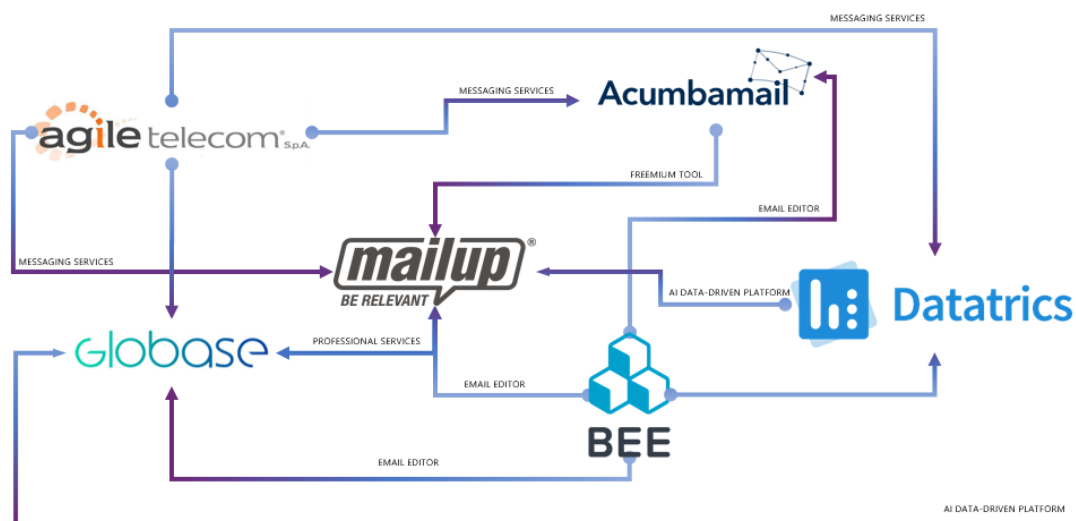 MESSAGING SERVICES
MESSAGING SERVICES
Acumbamail
agile telecom® S.p.A.
FREEMIUM TOOL
EMAIL EDITOR
MESSAGING SERVICES
mailup®
BE RELEVANT
AI DATA-DRIVEN PLATFORM
Datatrics
GLOBASE
PROFESSIONAL SERVICES
EMAIL EDITOR
BEE
EMAIL EDITOR
AI DATA-DRIVEN PLATFORM